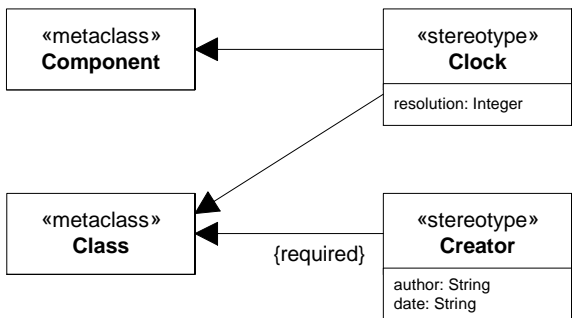 «metaclass»
Component
«stereotype»
Clock
resolution: Integer
«metaclass»
Class
{required}
«stereotype»
Creator
author: String
date: String